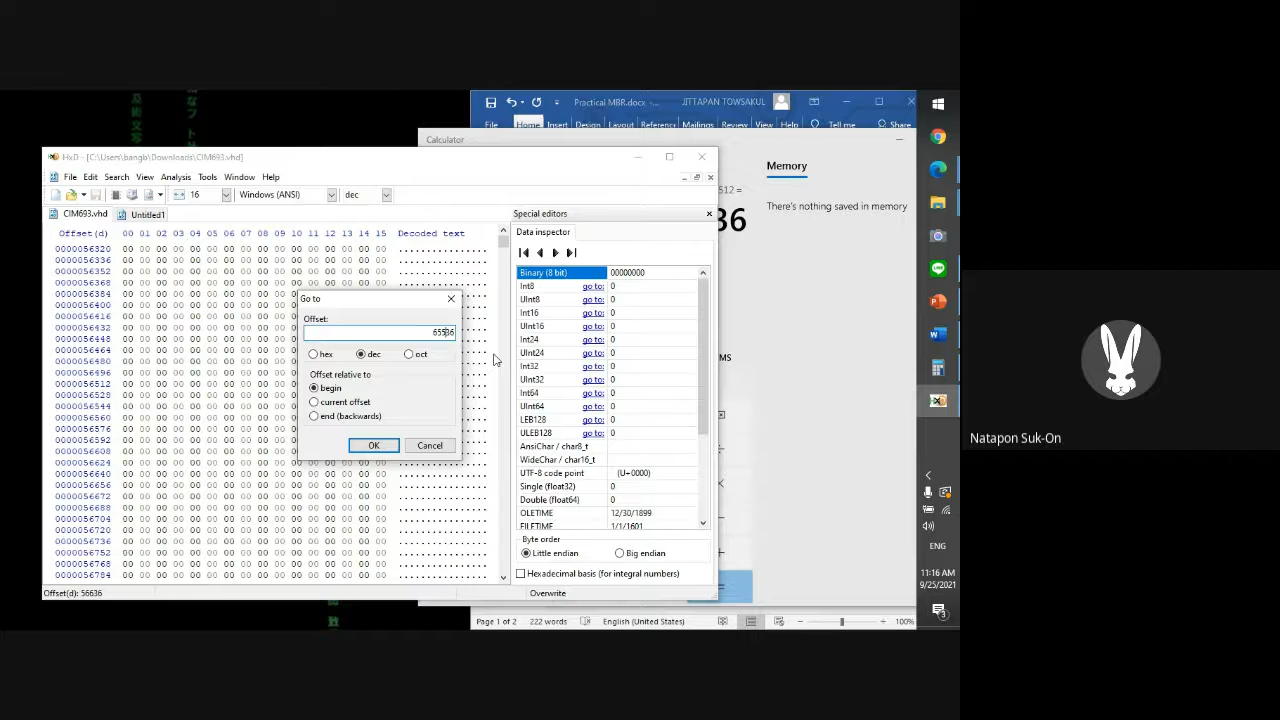 Practical MBR.docx - ...
JITTAPAN TOWSAKUL
File Home Insert Design Layout Mailings Review View Help Tell me Share
Calculator
HxD - [C:\Users\bangb\Downloads\CIM693.vhd]
File Edit Search View Analysis Tools Window Help
16 Windows (ANSI) dec
CIM693.vhd Untitled1
Special editors
Data inspector
Offset(d) 00 01 02 03 04 05 06 07 08 09 10 11 12 13 14 15 Decoded text
0000056320
0000056336
0000056352
0000056368
0000056384
0000056400
0000056416
0000056432
0000056448
0000056464
0000056480
0000056496
0000056512
0000056528
0000056544
0000056560
0000056576
0000056592
0000056608
0000056624
0000056640
0000056656
0000056672
0000056688
0000056704
0000056720
0000056736
0000056752
0000056768
0000056784
Go to
Offset:
65536
hex dec oct
Offset relative to
begin
current offset
end (backwards)
OK Cancel
Binary (8 bit) 00000000
Int8 go to: 0
UInt8 go to: 0
Int16 go to: 0
UInt16 go to: 0
Int24 go to: 0
UInt24 go to: 0
Int32 go to: 0
UInt32 go to: 0
Int64 go to: 0
UInt64 go to: 0
LEB128 go to: 0
ULEB128 go to: 0
AnsiChar / char8_t
WideChar / char16_t
UTF-8 code point (U+0000)
Single (float32) 0
Double (float64) 0
OLETIME 12/30/1899
FILETIME 1/1/1601
Byte order
Little endian Big endian
Hexadecimal basis (for integral numbers)
Offset(d): 56636 Overwrite
512 =
36
MS
Memory
There's nothing saved in memory
Page 1 of 2 222 words English (United States) 100%
ENG
11:16 AM
9/25/2021
3
Natapon Suk-On